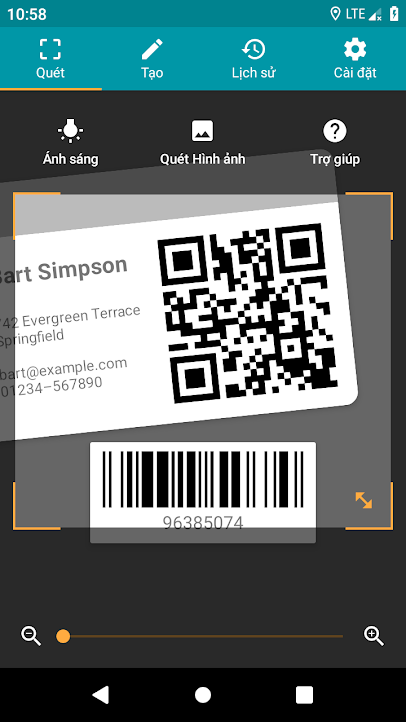 10:58
LTE
Quét
Tạo
Lịch sử
Cài đặt
Ánh sáng
Quét Hình ảnh
Trợ giúp
Bart Simpson
742 Evergreen Terrace
Springfield
bart@example.com
01234–567890
96385074